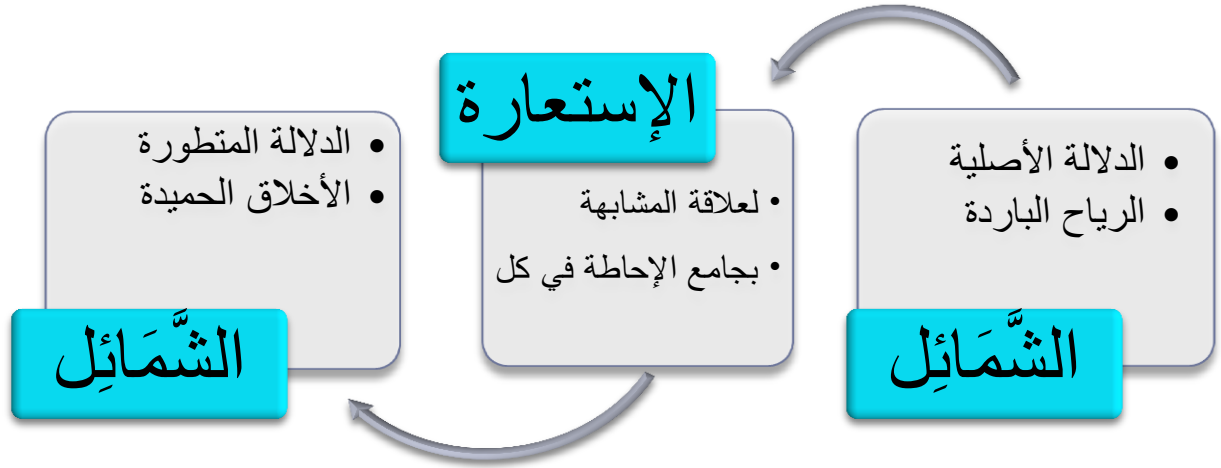 الدلالة الأصلية
الرياح الباردة
الشَّمَائِل
الإستعارة
لعلاقة المشابهة
بجامع الإحاطة في كل
الدلالة المتطورة
الأخلاق الحميدة
الشَّمَائِل